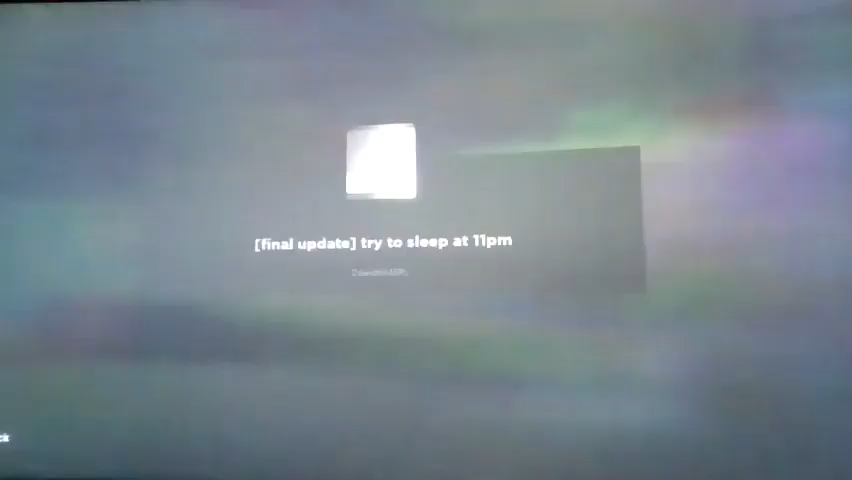 [final update] try to sleep at 11pm